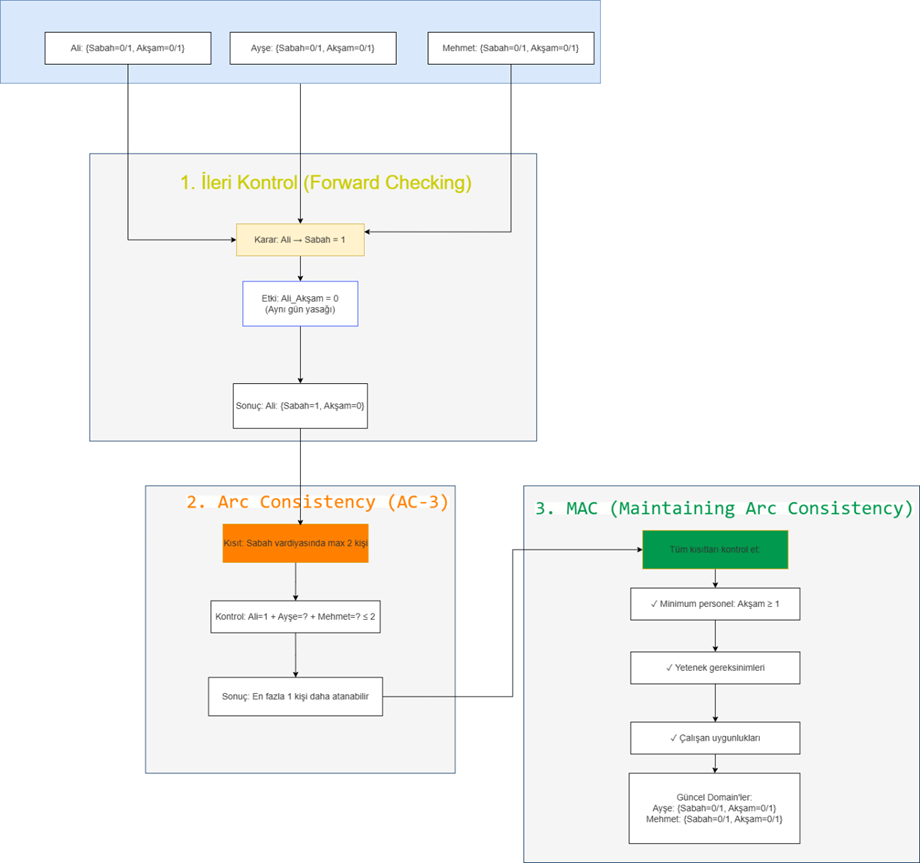 Ali: {Sabah=0/1, Akşam=0/1}
Ayşe: {Sabah=0/1, Akşam=0/1}
Mehmet: {Sabah=0/1, Akşam=0/1}
1. İleri Kontrol (Forward Checking)
Karar: Ali → Sabah = 1
Etki: Ali_Akşam = 0
(Aynı gün yasağı)
Sonuç: Ali: {Sabah=1, Akşam=0}
2. Arc Consistency (AC-3)
Kısıt: Sabah vardiyasında max 2 kişi
Kontrol: Ali=1 + Ayşe=? + Mehmet=? ≤ 2
Sonuç: En fazla 1 kişi daha atanabilir
3. MAC (Maintaining Arc Consistency)
Tüm kısıtları kontrol et:
✓ Minimum personel: Akşam ≥ 1
✓ Yetenek gereksinimleri
✓ Çalışan uygunlukları
Güncel Domain'ler:
Ayşe: {Sabah=0/1, Akşam=0/1}
Mehmet: {Sabah=0/1, Akşam=0/1}